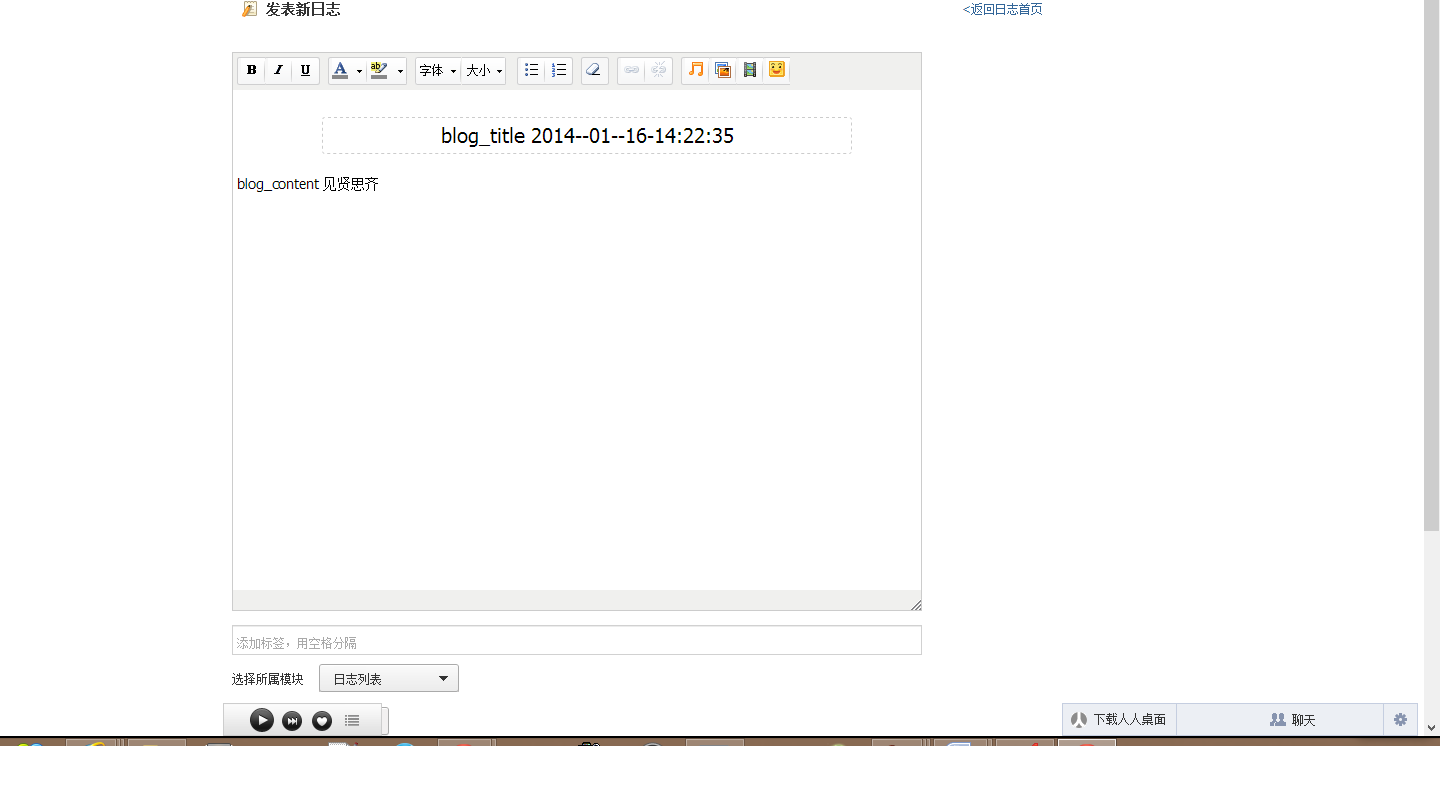 发表新日志
<返回日志首页
B I U A ab 字体 大小
blog_title 2014--01--16-14:22:35
blog_content 见贤思齐
添加标签，用空格分隔
选择所属模块 日志列表
下载人人桌面 聊天